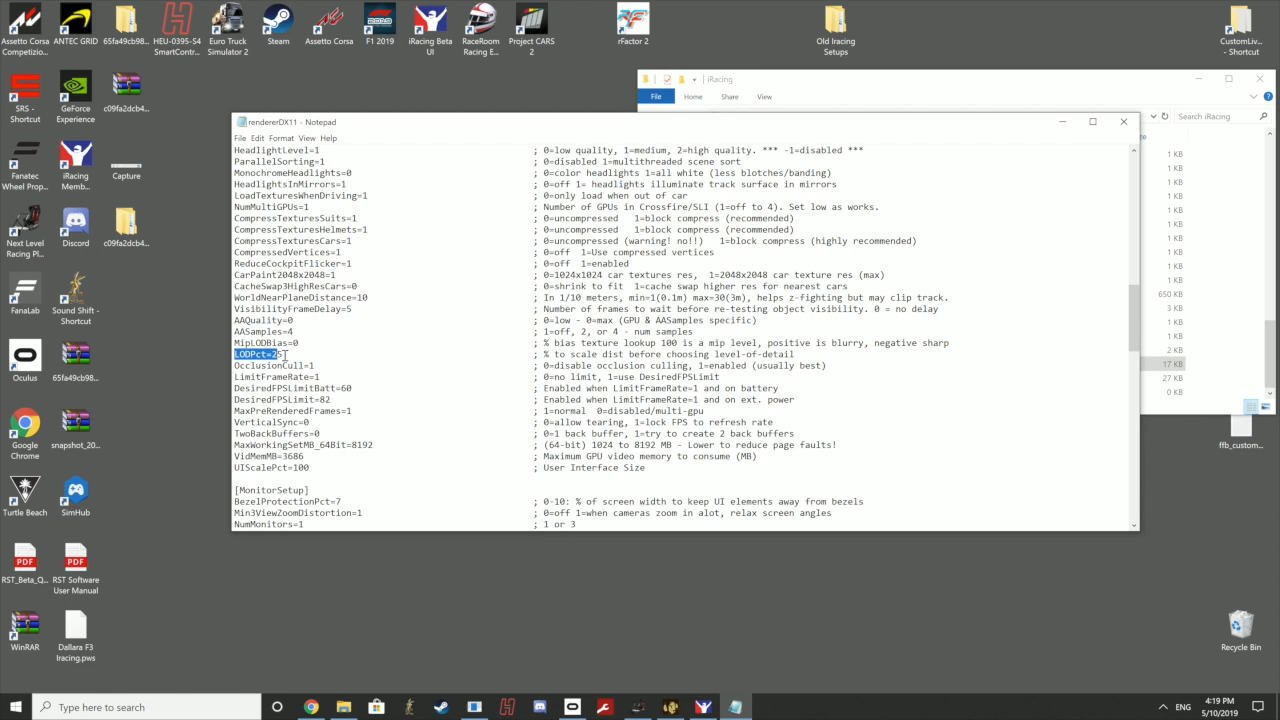 Assetto Corsa
Competizio...
ANTEC GRID
65fa49cb98...
HEU-0395-S4
SmartContr...
Euro Truck
Simulator 2
Steam
Assetto Corsa
F1 2019
iRacing Beta
UI
RaceRoom
Racing E...
Project CARS
2
rFactor 2
Old Iracing
Setups
CustomLiv...
- Shortcut
SRS -
Shortcut
GeForce
Experience
c09fa2dcb4...
Fanatec
Wheel Prop...
iRacing
Memb...
Capture
Next Level
Racing Pl...
Discord
c09fa2dcb4...
FanaLab
Sound Shift -
Shortcut
Oculus
65fa49cb98...
Google
Chrome
snapshot_20...
Turtle Beach
SimHub
RST_Beta_Q...
RST Software
User Manual
WinRAR
Dallara F3
Iracing.pws
iRacing
File Home Share View
Search iRacing
1 KB
1 KB
1 KB
1 KB
1 KB
1 KB
1 KB
1 KB
1 KB
1 KB
1 KB
1 KB
650 KB
3 KB
1 KB
1 KB
2 KB
17 KB
27 KB
0 KB
rendererDX11 - Notepad
File Edit Format View Help
HeadlightLevel=1 ; 0=low quality, 1=medium, 2=high quality. *** -1=disabled ***
ParallelSorting=1 ; 0=disabled 1=multithreaded scene sort
MonochromeHeadlights=0 ; 0=color headlights 1=all white (less blotches/banding)
HeadlightsInMirrors=1 ; 0=off 1= headlights illuminate track surface in mirrors
LoadTexturesWhenDriving=1 ; 0=only load when out of car
NumMultiGPUs=1 ; Number of GPUs in Crossfire/SLI (1=off to 4). Set low as works.
CompressTexturesSuits=1 ; 0=uncompressed 1=block compress (recommended)
CompressTexturesHelmets=1 ; 0=uncompressed 1=block compress (recommended)
CompressTexturesCars=1 ; 0=uncompressed (warning! no!!) 1=block compress (highly recommended)
CompressedVertices=1 ; 0=off 1=Use compressed vertices
ReduceCockpitFlicker=1 ; 0=off 1=enabled
CarPaint2048x2048=1 ; 0=1024x1024 car textures res, 1=2048x2048 car texture res (max)
CacheSwap3HighResCars=0 ; 0=shrink to fit 1=cache swap higher res for nearest cars
WorldNearPlaneDistance=10 ; In 1/10 meters, min=1(0.1m) max=30(3m), helps z-fighting but may clip track.
VisibilityFrameDelay=5 ; Number of frames to wait before re-testing object visibility. 0 = no delay
AAQuality=0 ; 0=low - 0=max (GPU & AASamples specific)
AASamples=4 ; 1=off, 2, or 4 - num samples
MipLODBias=0 ; % bias texture lookup 100 is a mip level, positive is blurry, negative sharp
LODPct=25 ; % to scale dist before choosing level-of-detail
OcclusionCull=1 ; 0=disable occlusion culling, 1=enabled (usually best)
LimitFrameRate=1 ; 0=no limit, 1=use DesiredFPSLimit
DesiredFPSLimitBatt=60 ; Enabled when LimitFrameRate=1 and on battery
DesiredFPSLimit=82 ; Enabled when LimitFrameRate=1 and on ext. power
MaxPreRenderedFrames=1 ; 1=normal 0=disabled/multi-gpu
VerticalSync=0 ; 0=allow tearing, 1=lock FPS to refresh rate
TwoBackBuffers=0 ; 0=1 back buffer, 1=try to create 2 back buffers
MaxWorkingSetMB_64Bit=8192 ; (64-bit) 1024 to 8192 MB - Lower to reduce page faults!
VidMemMB=3686 ; Maximum GPU video memory to consume (MB)
UIScalePct=100 ; User Interface Size
[MonitorSetup]
BezelProtectionPct=7 ; 0-10: % of screen width to keep UI elements away from bezels
Min3ViewZoomDistortion=1 ; 0=off 1=when cameras zoom in alot, relax screen angles
NumMonitors=1 ; 1 or 3
ffb_custom...
Recycle Bin
Type here to search
ENG
4:19 PM
5/10/2019